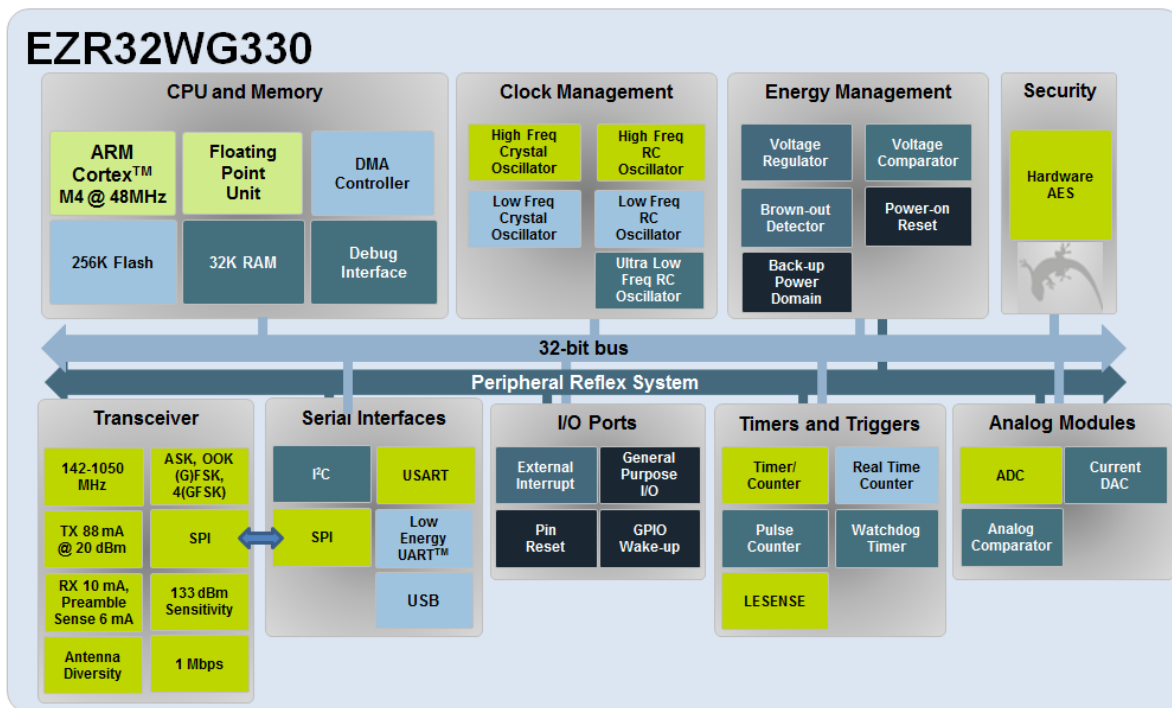 EZR32WG330
CPU and Memory
ARM
Cortex™
M4 @ 48MHz
Floating
Point
Unit
DMA
Controller
256K Flash
32K RAM
Debug
Interface
Clock Management
High Freq
Crystal
Oscillator
High Freq
RC
Oscillator
Low Freq
Crystal
Oscillator
Low Freq
RC
Oscillator
Ultra Low
Freq RC
Oscillator
Energy Management
Voltage
Regulator
Voltage
Comparator
Brown-out
Detector
Power-on
Reset
Back-up
Power
Domain
Security
Hardware
AES
32-bit bus
Peripheral Reflex System
Transceiver
142-1050
MHz
ASK, OOK
(G)FSK,
4(GFSK)
TX 88 mA
@ 20 dBm
SPI
RX 10 mA,
Preamble
Sense 6 mA
133 dBm
Sensitivity
Antenna
Diversity
1 Mbps
Serial Interfaces
I²C
USART
SPI
Low
Energy
UART™
USB
I/O Ports
External
Interrupt
General
Purpose
I/O
Pin
Reset
GPIO
Wake-up
Timers and Triggers
Timer/
Counter
Real Time
Counter
Pulse
Counter
Watchdog
Timer
LESENSE
Analog Modules
ADC
Current
DAC
Analog
Comparator